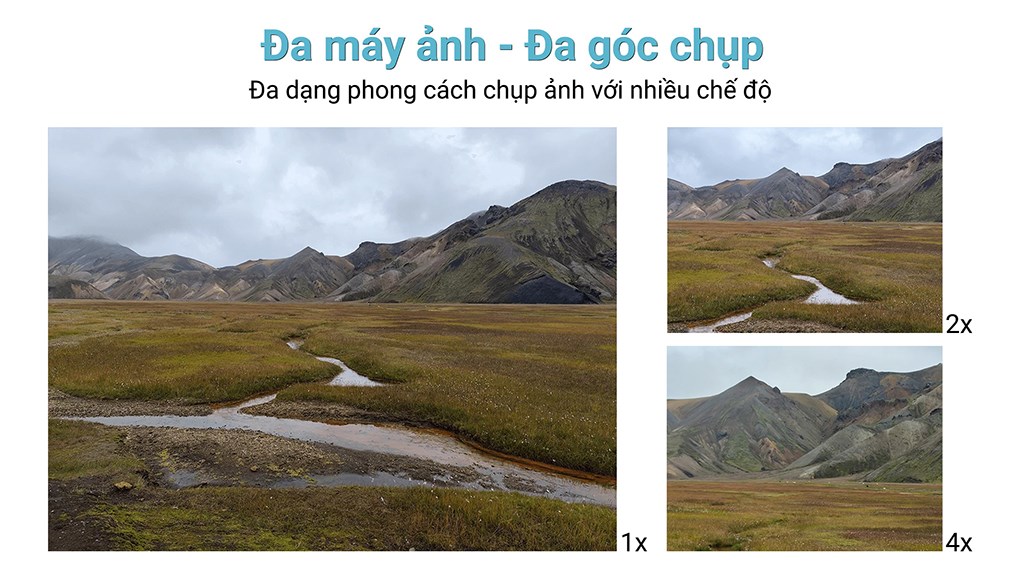 Đa máy ảnh - Đa góc chụp
Đa dạng phong cách chụp ảnh với nhiều chế độ
1x
2x
4x